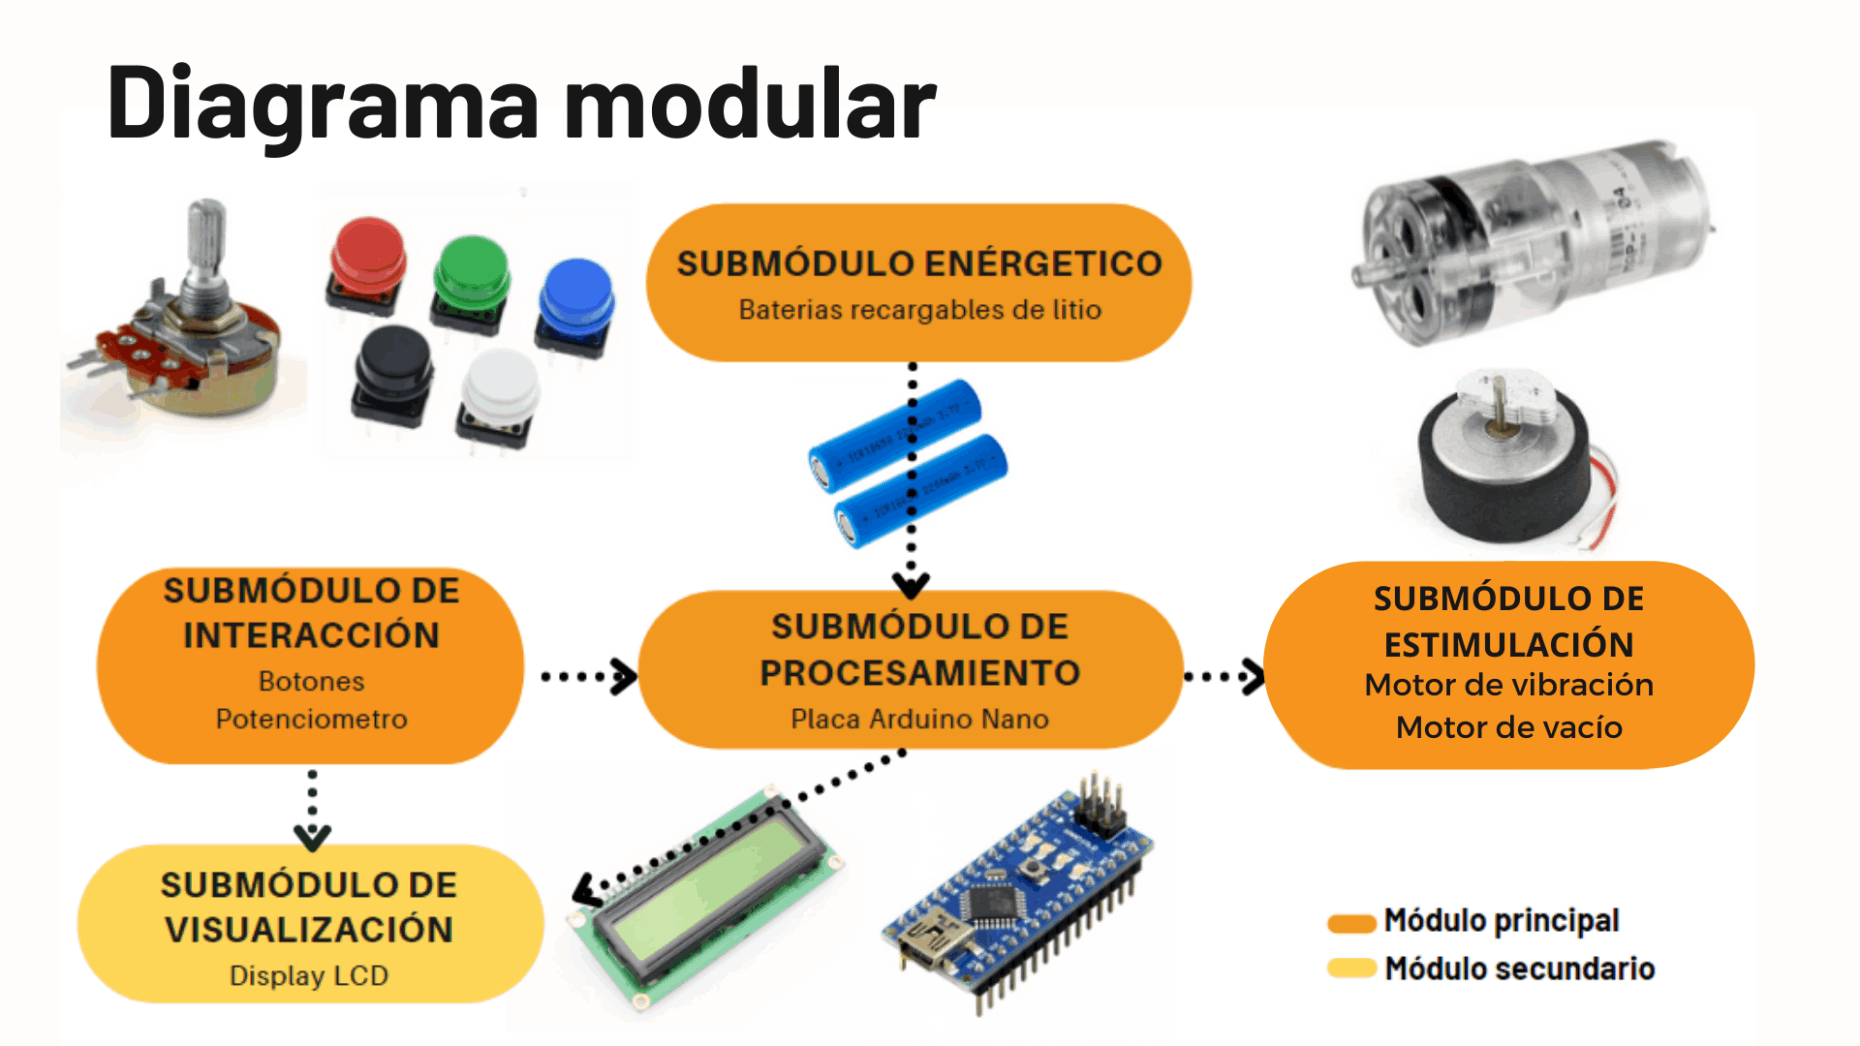 Diagrama modular
SUBMÓDULO ENÉRGETICO
Baterias recargables de litio
SUBMÓDULO DE
INTERACCIÓN
Botones
Potenciometro
SUBMÓDULO DE
PROCESAMIENTO
Placa Arduino Nano
SUBMÓDULO DE
ESTIMULACIÓN
Motor de vibración
Motor de vacío
SUBMÓDULO DE
VISUALIZACIÓN
Display LCD
Módulo principal
Módulo secundario